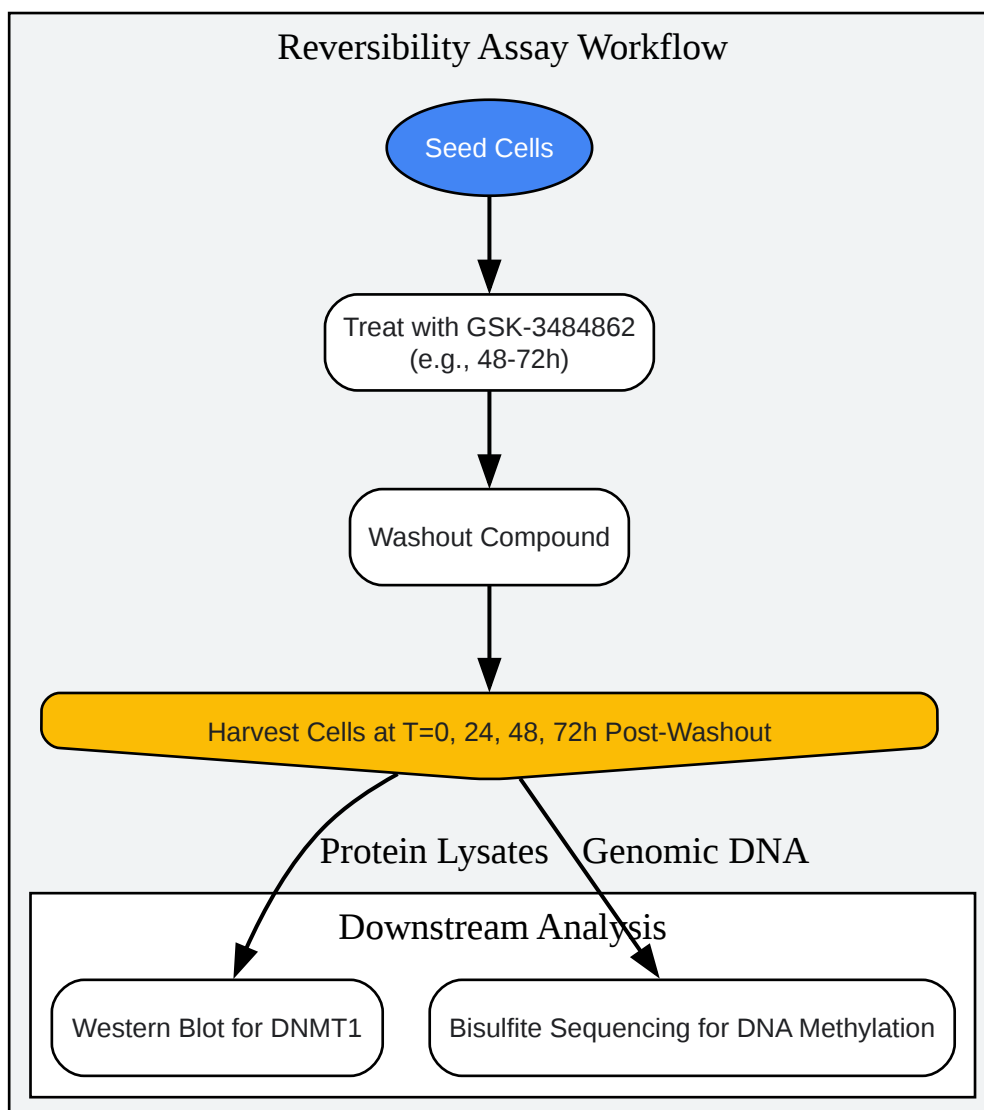 Reversibility Assay Workflow
Seed Cells
Treat with GSK-3484862
(e.g., 48-72h)
Washout Compound
Harvest Cells at T=0, 24, 48, 72h Post-Washout
Protein Lysates
Genomic DNA
Downstream Analysis
Western Blot for DNMT1
Bisulfite Sequencing for DNA Methylation